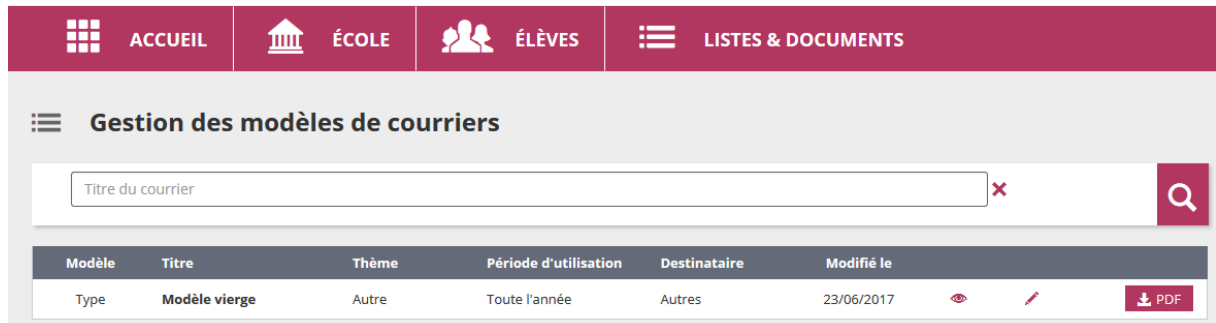 ACCUEIL ÉCOLE ÉLÈVES LISTES & DOCUMENTS
Gestion des modèles de courriers
Titre du courrier
Modèle Titre Thème Période d'utilisation Destinataire Modifié le
Type Modèle vierge Autre Toute l'année Autres 23/06/2017 PDF